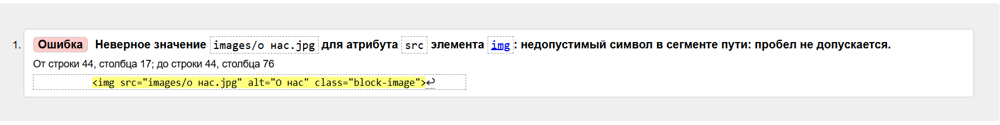 1. Ошибка Неверное значение images/о нас.jpg для атрибута src элемента img: недопустимый символ в сегменте пути: пробел не допускается.
От строки 44, столбца 17; до строки 44, столбца 76
<img src="images/о нас.jpg" alt="О нас" class="block-image">↩